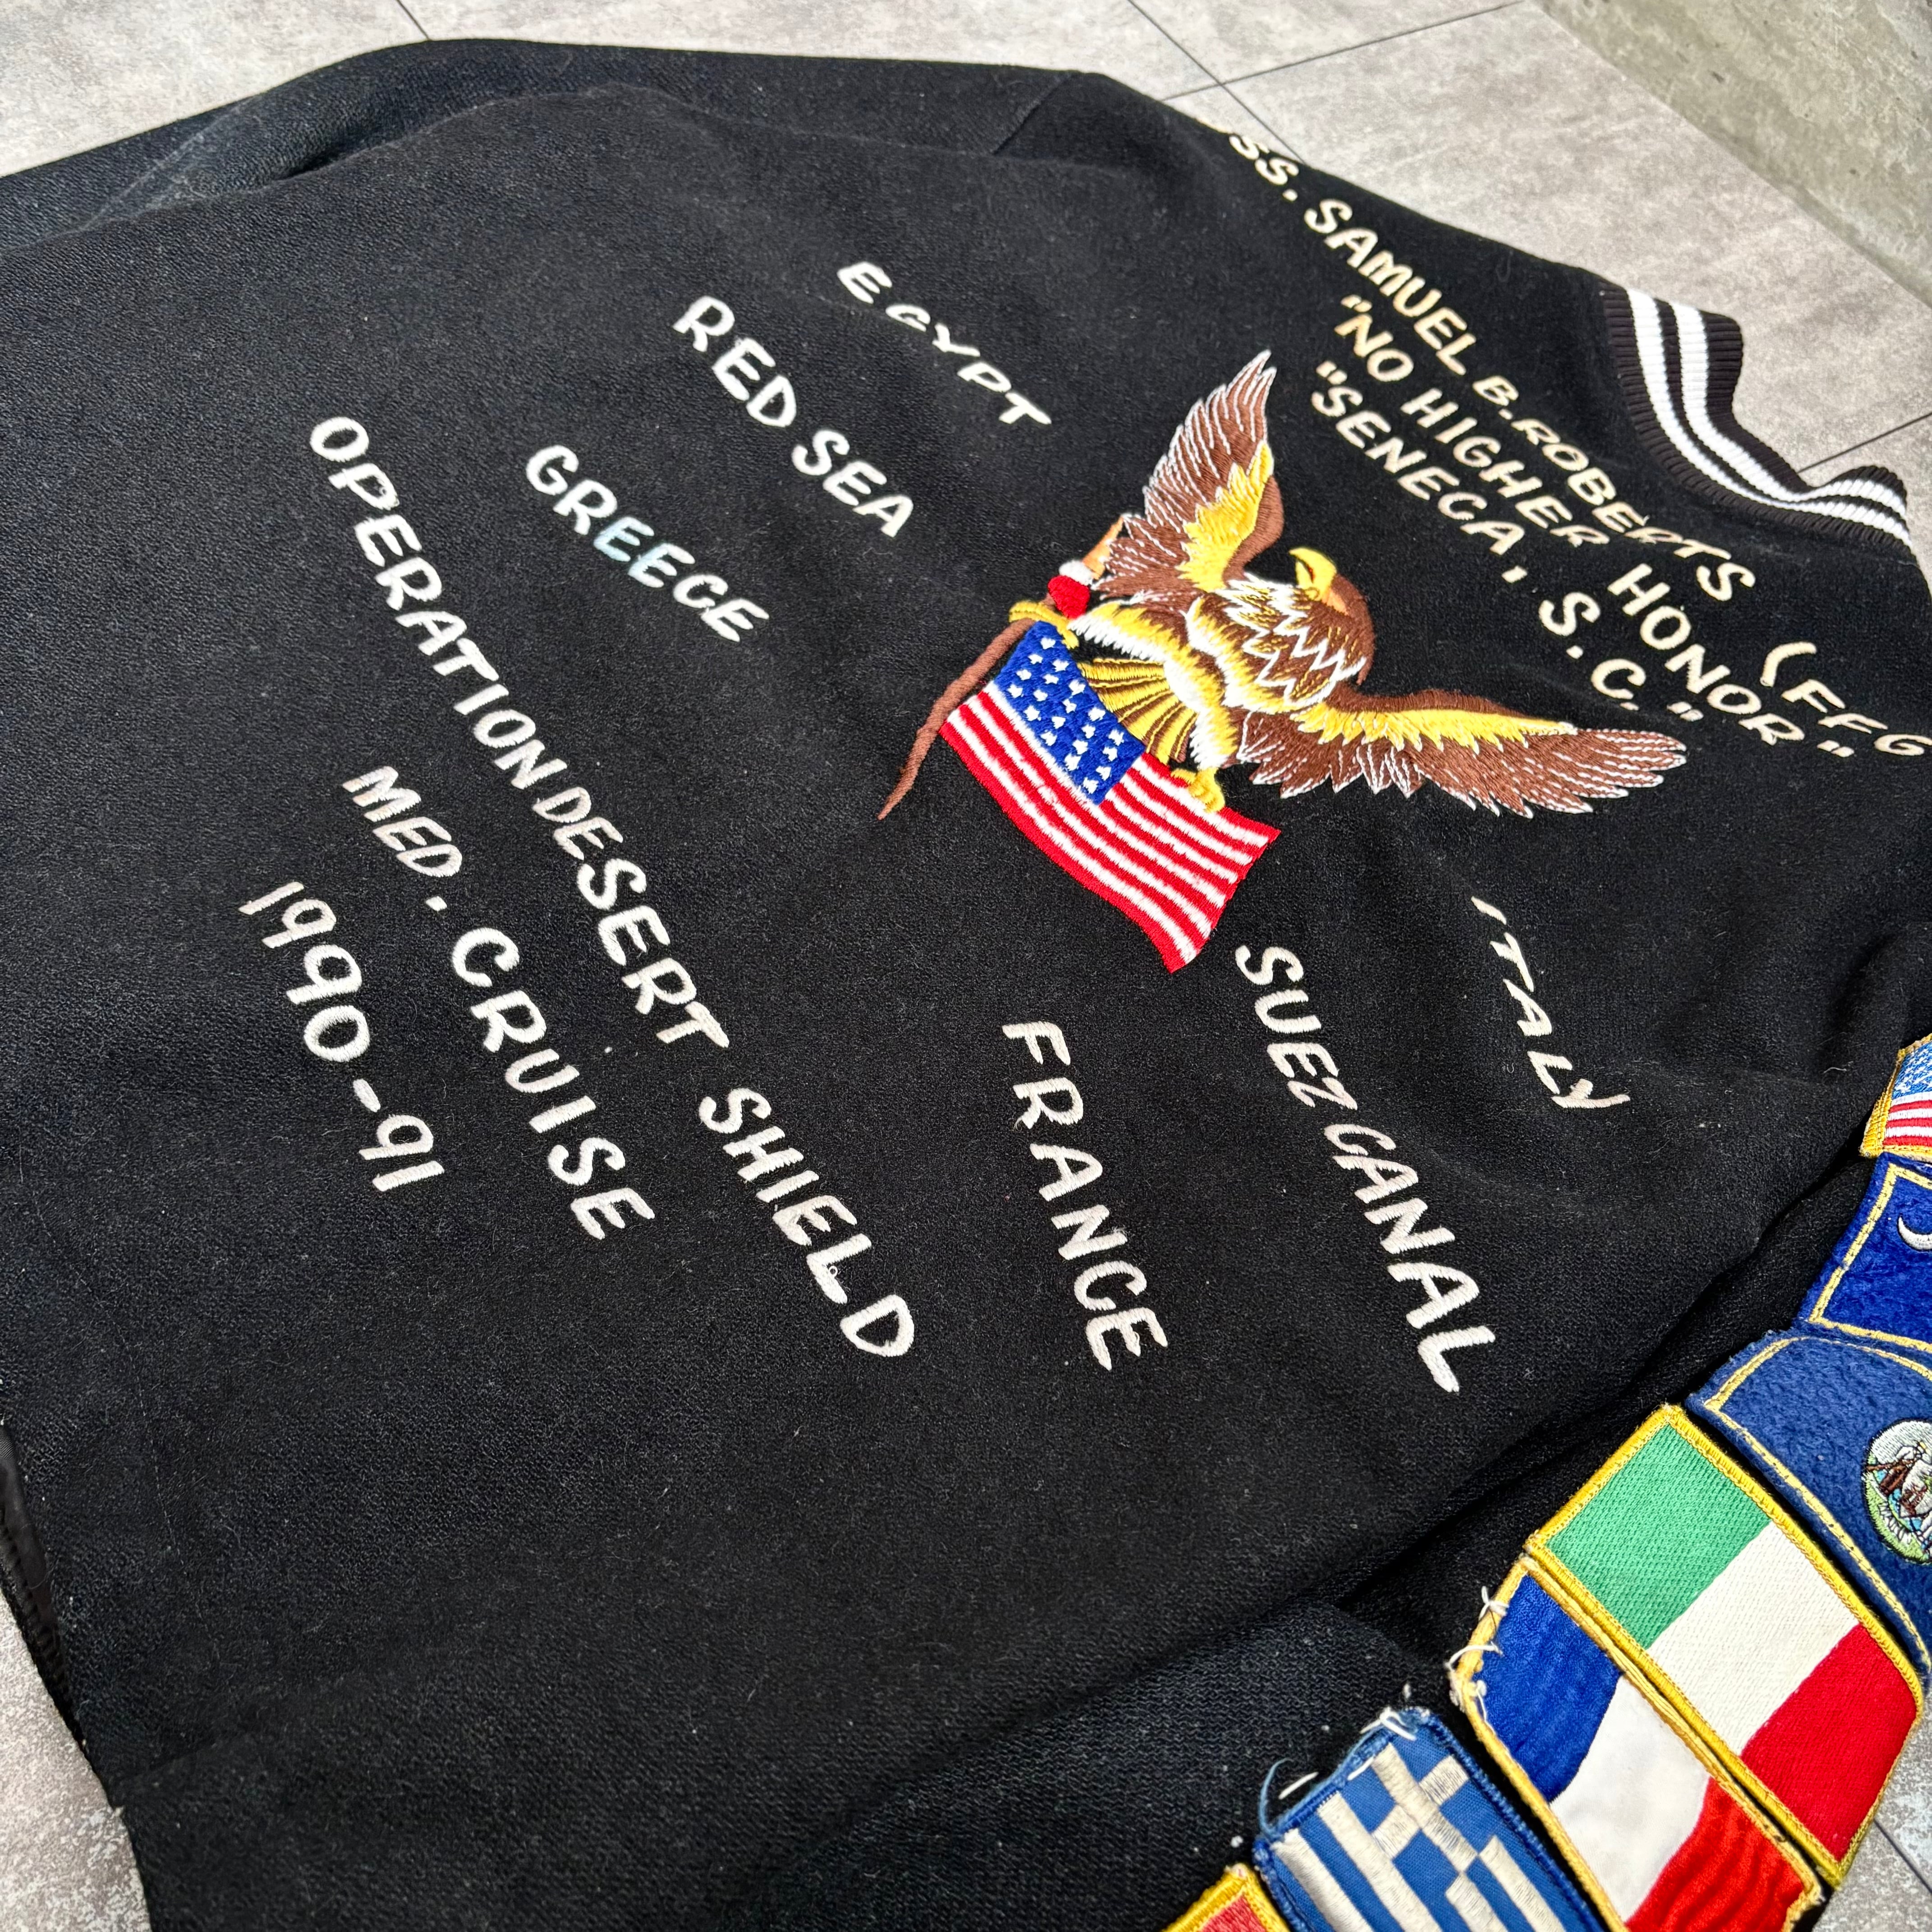 SS. SAMUEL B. ROBERTS (FFG
"NO HIGHER HONOR"
"SENECA, S.C."
EGYPT
ITALY
RED SEA
SUEZ CANAL
GREECE
FRANCE
OPERATION DESERT SHIELD
MED. CRUISE
1990-91